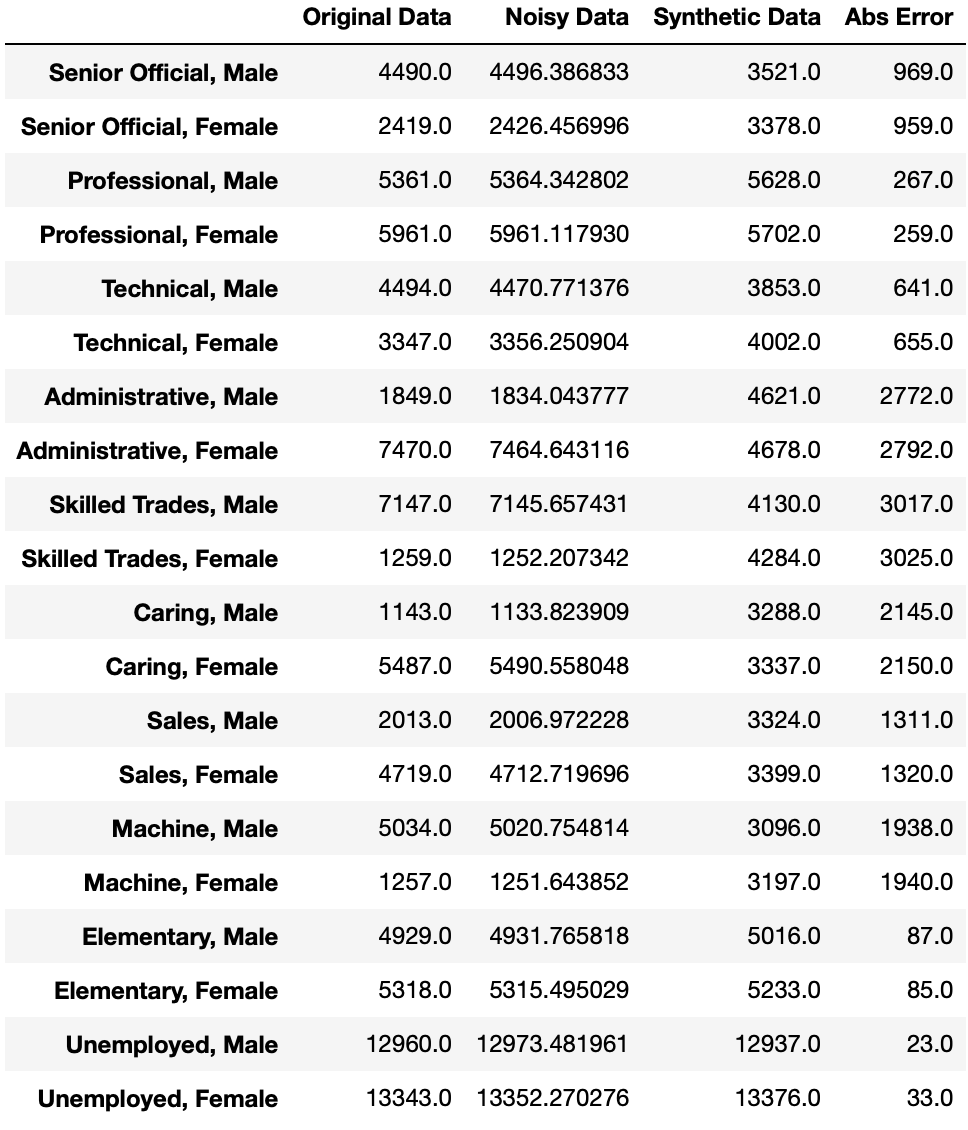 Original Data Noisy Data Synthetic Data Abs Error
Senior Official, Male 4490.0 4496.386833 3521.0 969.0
Senior Official, Female 2419.0 2426.456996 3378.0 959.0
Professional, Male 5361.0 5364.342802 5628.0 267.0
Professional, Female 5961.0 5961.117930 5702.0 259.0
Technical, Male 4494.0 4470.771376 3853.0 641.0
Technical, Female 3347.0 3356.250904 4002.0 655.0
Administrative, Male 1849.0 1834.043777 4621.0 2772.0
Administrative, Female 7470.0 7464.643116 4678.0 2792.0
Skilled Trades, Male 7147.0 7145.657431 4130.0 3017.0
Skilled Trades, Female 1259.0 1252.207342 4284.0 3025.0
Caring, Male 1143.0 1133.823909 3288.0 2145.0
Caring, Female 5487.0 5490.558048 3337.0 2150.0
Sales, Male 2013.0 2006.972228 3324.0 1311.0
Sales, Female 4719.0 4712.719696 3399.0 1320.0
Machine, Male 5034.0 5020.754814 3096.0 1938.0
Machine, Female 1257.0 1251.643852 3197.0 1940.0
Elementary, Male 4929.0 4931.765818 5016.0 87.0
Elementary, Female 5318.0 5315.495029 5233.0 85.0
Unemployed, Male 12960.0 12973.481961 12937.0 23.0
Unemployed, Female 13343.0 13352.270276 13376.0 33.0